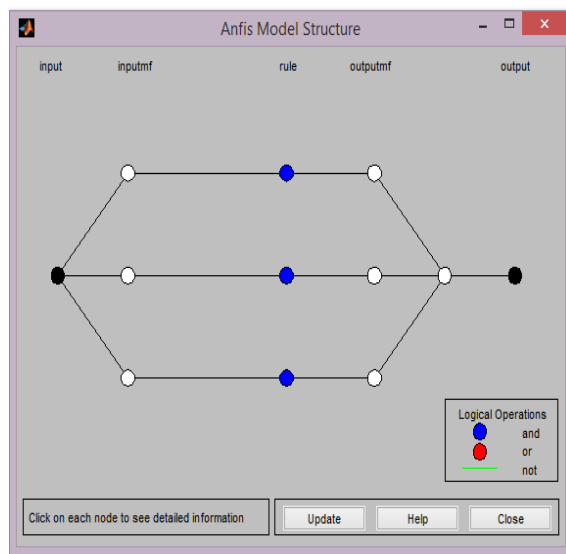 Anfis Model Structure
input inputmf rule outputmf output
Logical Operations
and
or
not
Click on each node to see detailed information
Update Help Close